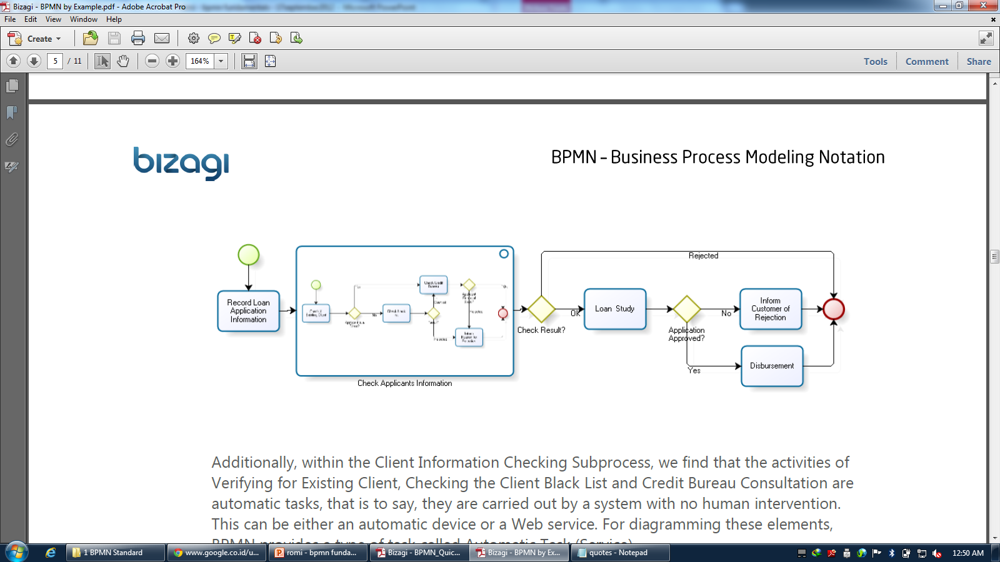 Bizagi - BPMN by Example.pdf - Adobe Acrobat Pro
File Edit View Window Help
Create
5 / 11 164% Tools Comment Share
bizagi
BPMN – Business Process Modeling Notation
Rejected
Record Loan
Application
Information
Check Applicants Information
Check Result?
OK
Loan Study
Application
Approved?
No
Inform
Customer of
Rejection
Yes
Disbursement
Additionally, within the Client Information Checking Subprocess, we find that the activities of
Verifying for Existing Client, Checking the Client Black List and Credit Bureau Consultation are
automatic tasks, that is to say, they are carried out by a system with no human intervention.
This can be either an automatic device or a Web service. For diagramming these elements,
BPMN provides a type of task called Automatic Task (Service)
1 BPMN Standard
www.google.co.id/u...
romi - bpmn funda...
Bizagi - BPMN_Quic...
Bizagi - BPMN by Ex...
quotes - Notepad
12:50 AM